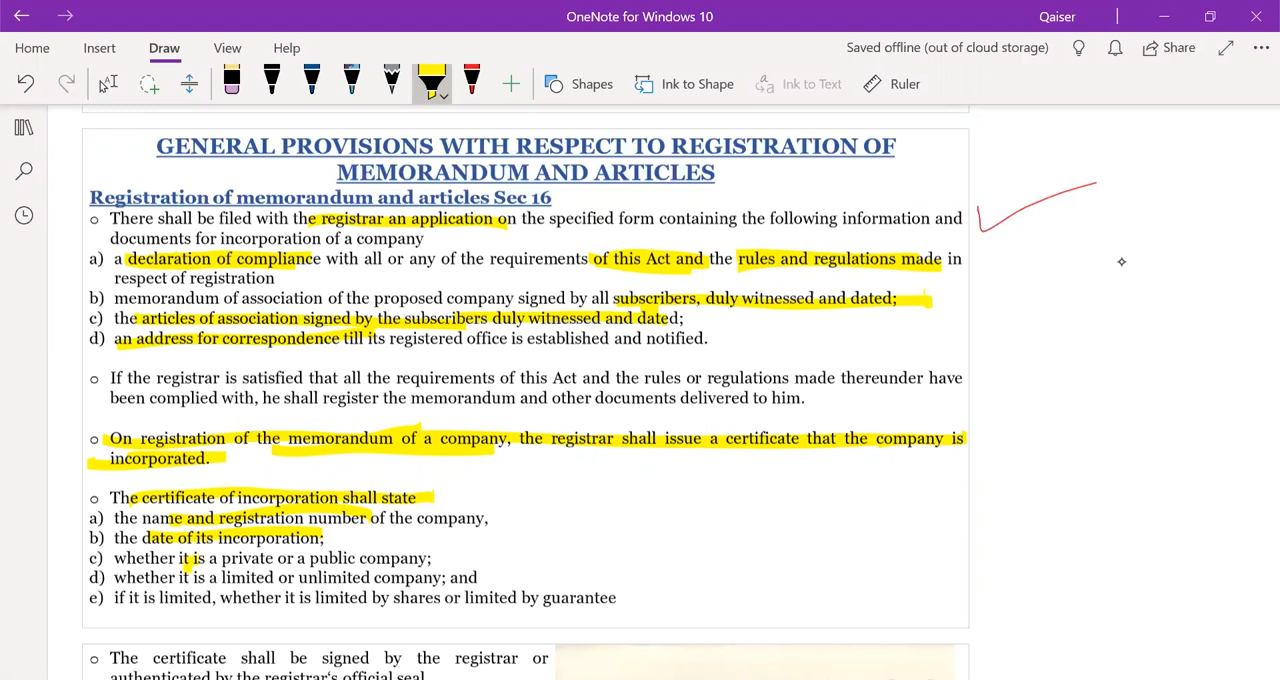 OneNote for Windows 10
Qaiser
Home Insert Draw View Help
Saved offline (out of cloud storage)
Share
Shapes
Ink to Shape
Ink to Text
Ruler
GENERAL PROVISIONS WITH RESPECT TO REGISTRATION OF
MEMORANDUM AND ARTICLES
Registration of memorandum and articles Sec 16
o There shall be filed with the registrar an application on the specified form containing the following information and
documents for incorporation of a company
a) a declaration of compliance with all or any of the requirements of this Act and the rules and regulations made in
respect of registration
b) memorandum of association of the proposed company signed by all subscribers, duly witnessed and dated;
c) the articles of association signed by the subscribers duly witnessed and dated;
d) an address for correspondence till its registered office is established and notified.
o If the registrar is satisfied that all the requirements of this Act and the rules or regulations made thereunder have
been complied with, he shall register the memorandum and other documents delivered to him.
o On registration of the memorandum of a company, the registrar shall issue a certificate that the company is
incorporated.
o The certificate of incorporation shall state
a) the name and registration number of the company,
b) the date of its incorporation;
c) whether it is a private or a public company;
d) whether it is a limited or unlimited company; and
e) if it is limited, whether it is limited by shares or limited by guarantee
o The certificate shall be signed by the registrar or
authenticated by the registrar's official seal